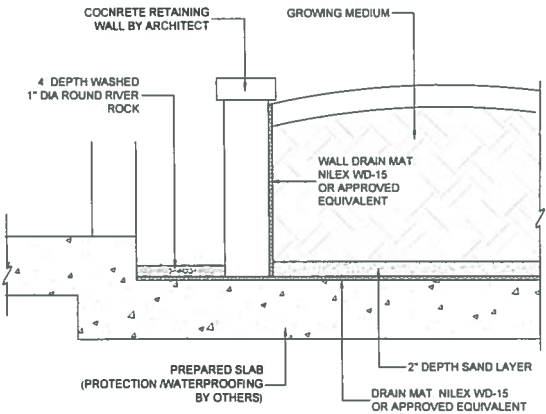 COCNRETE RETAINING
WALL BY ARCHITECT
GROWING MEDIUM
4 DEPTH WASHED
1" DIA ROUND RIVER
ROCK
WALL DRAIN MAT
NILEX WD-15
OR APPROVED
EQUIVALENT
PREPARED SLAB
(PROTECTION /WATERPROOFING
BY OTHERS)
2" DEPTH SAND LAYER
DRAIN MAT NILEX WD-15
OR APPROVED EQUIVALENT